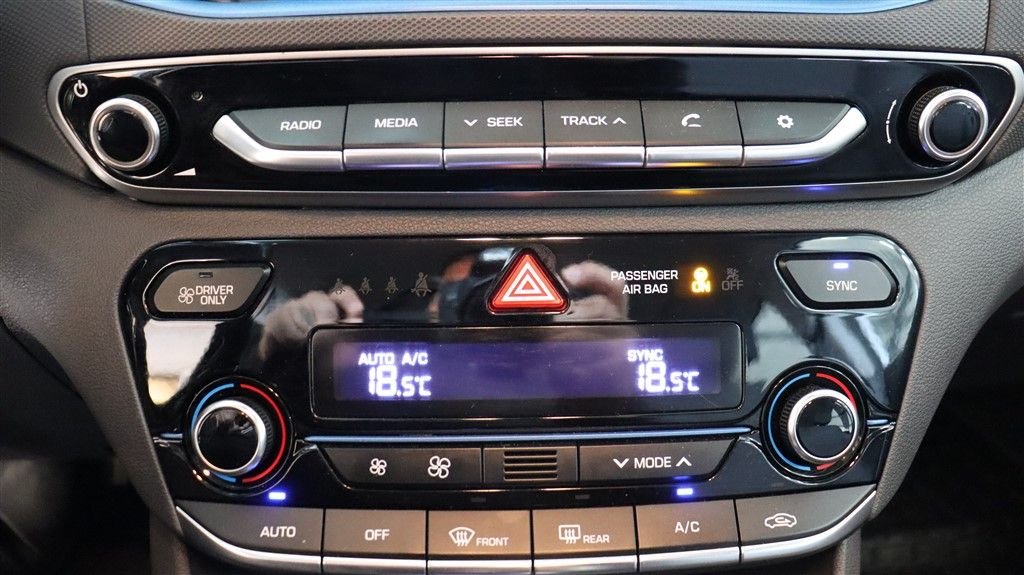 RADIO MEDIA SEEK TRACK
DRIVER
ONLY
PASSENGER
AIR BAG
ON OFF
SYNC
AUTO A/C
18.5°C
SYNC
18.5°C
MODE
AUTO OFF FRONT REAR A/C